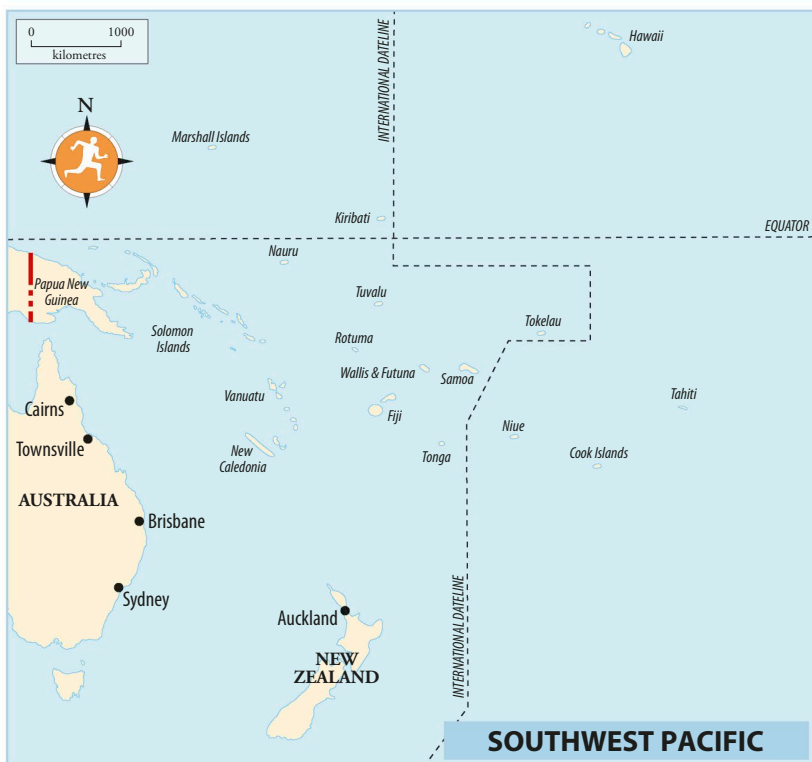 0 1000
kilometres
Hawaii
INTERNATIONAL DATELINE
N
Marshall Islands
Kiribati
EQUATOR
Nauru
Papua New
Guinea
Tuvalu
Solomon
Islands
Rotuma
Tokelau
Wallis & Futuna
Samoa
Vanuatu
Tahiti
Cairns
Fiji
Niue
Townsville
New
Caledonia
Tonga
Cook Islands
AUSTRALIA
Brisbane
Sydney
INTERNATIONAL DATELINE
Auckland
NEW
ZEALAND
SOUTHWEST PACIFIC